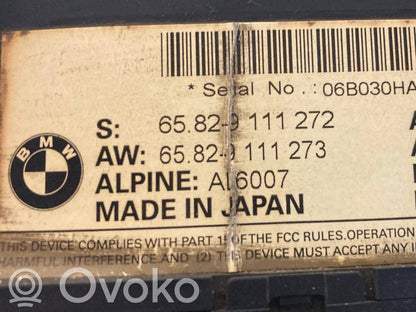 * Serial No.: 06B030HA
BMW
S: 65.82-9 111 272
AW: 65.82-9 111 273
ALPINE: AI6007
MADE IN JAPAN
THIS DEVICE COMPLIES WITH PART 15 OF THE FCC RULES.OPERATION
HARMFUL INTERFERENCE,AND (2) THIS DEVICE MUST ACCEPT ANY
Ovoko